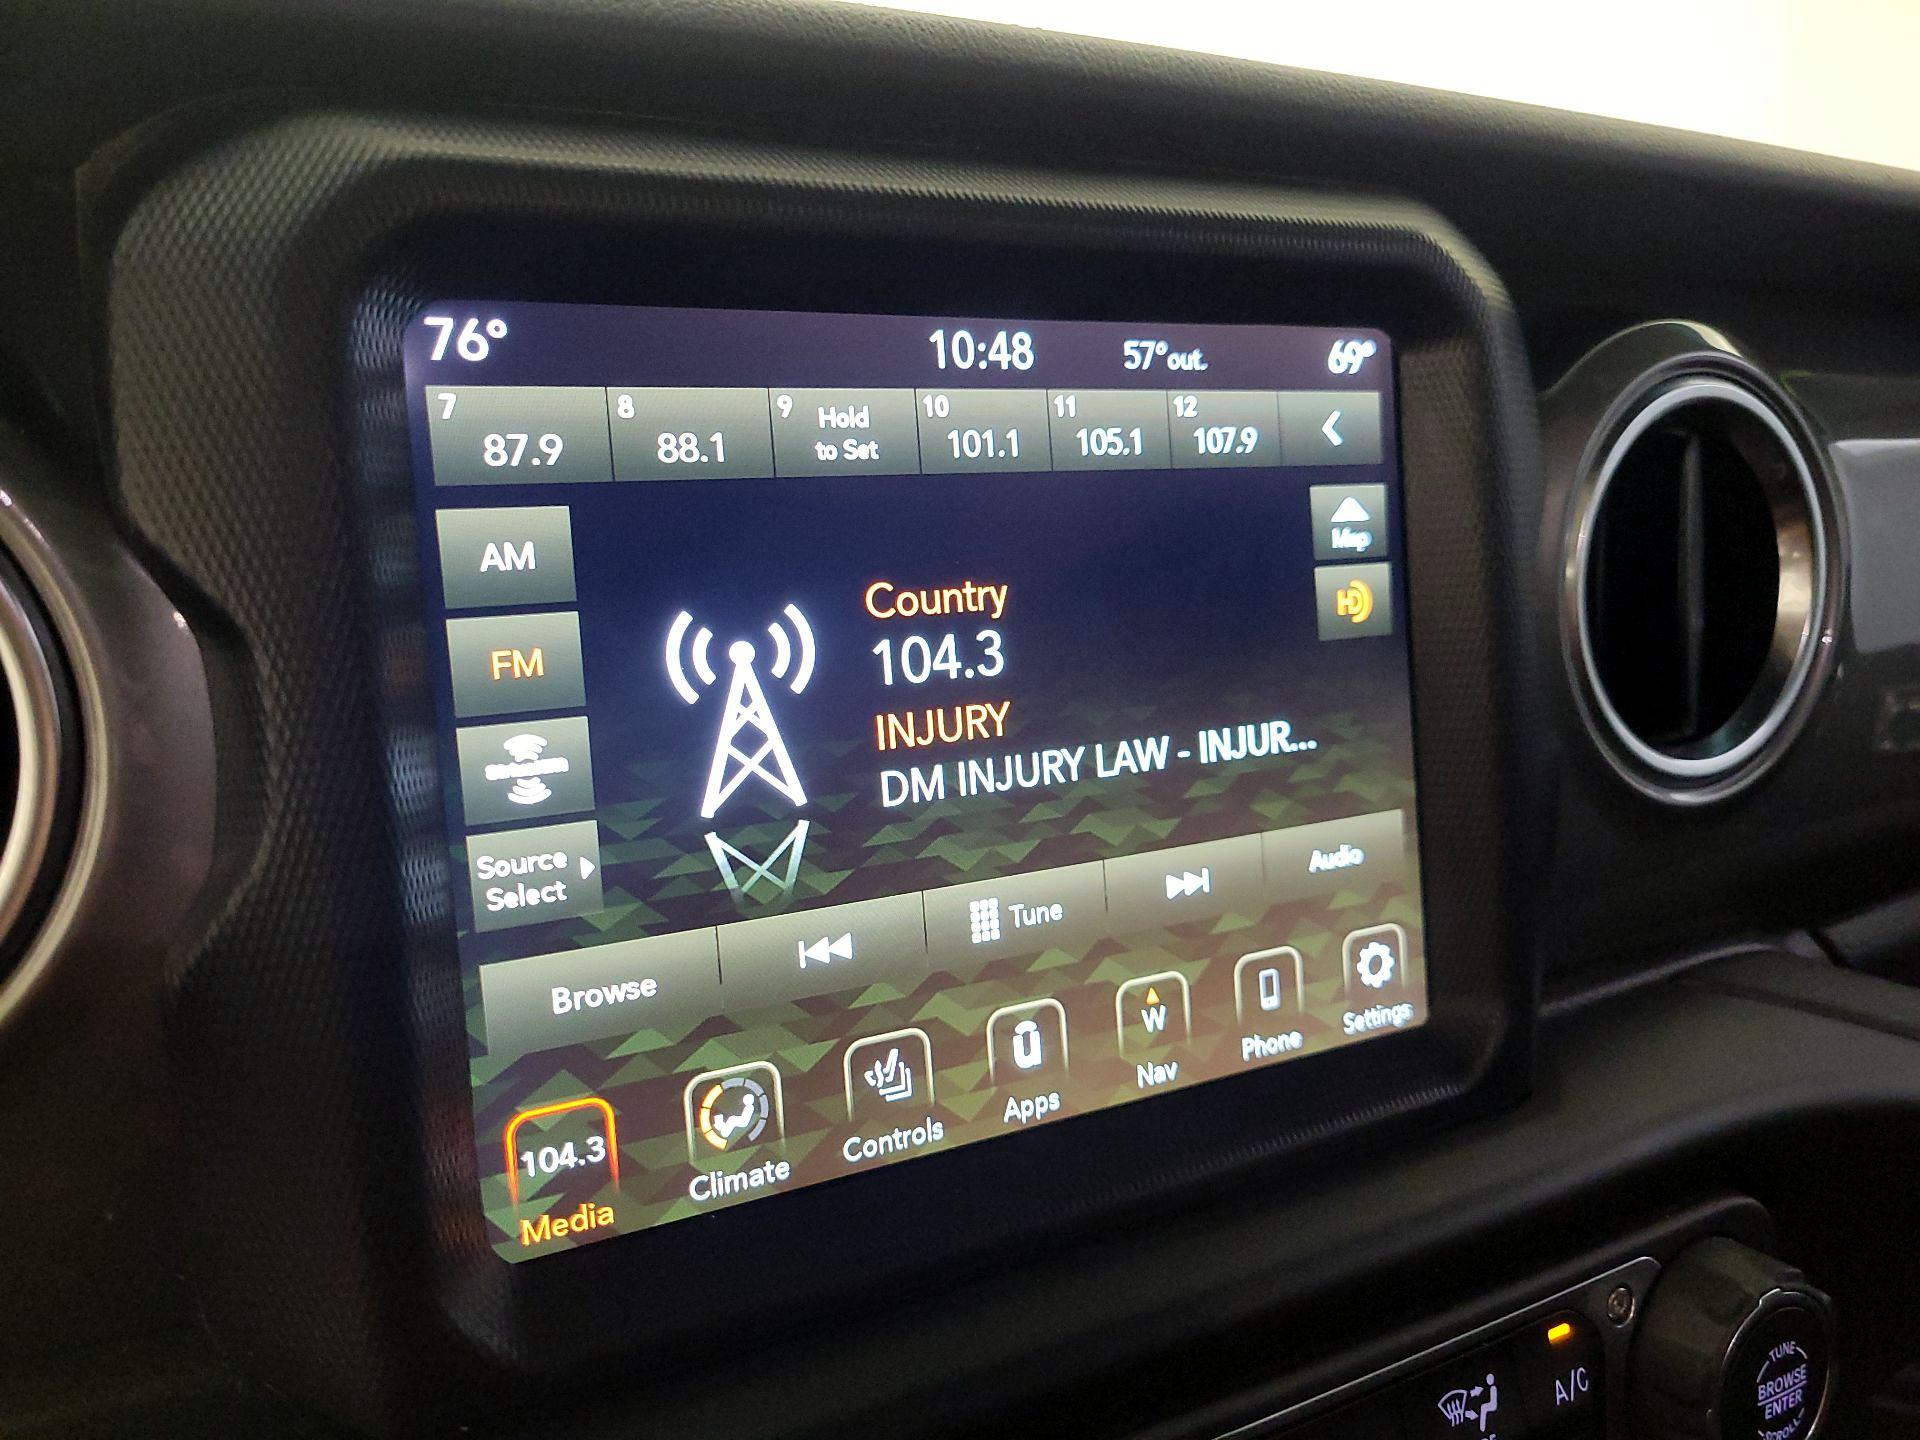 76° 10:48 57°out. 69°
7 8 9 Hold 10 11 12
87.9 88.1 to Set 101.1 105.1 107.9
AM
Map
FM
HD
Country
104.3
INJURY
DM INJURY LAW - INJUR...
Source
Select
Browse Tune Audio
104.3 W
Media Climate Controls Apps Nav Phone Settings
A/C
TUNE
BROWSE
ENTER
SCROLL